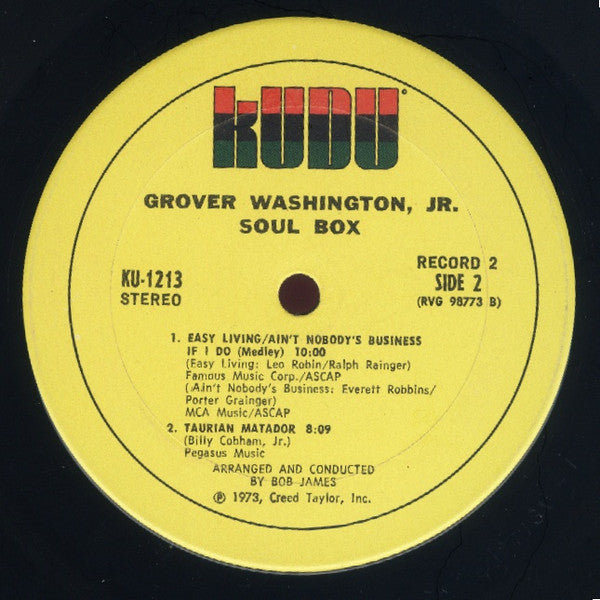 KUDU®
GROVER WASHINGTON, JR.
SOUL BOX
KU-1213
STEREO
RECORD 2
SIDE 2
(RVG 98773 B)
1. EASY LIVING/AIN'T NOBODY'S BUSINESS
IF I DO (Medley) 10:00
(Easy Living: Leo Robin/Ralph Rainger)
Famous Music Corp./ASCAP
(Ain't Nobody's Business: Everett Robbins/
Porter Grainger)
MCA Music/ASCAP
2. TAURIAN MATADOR 8:09
(Billy Cobham, Jr.)
Pegasus Music
ARRANGED AND CONDUCTED
BY BOB JAMES
℗ 1973, Creed Taylor, Inc.